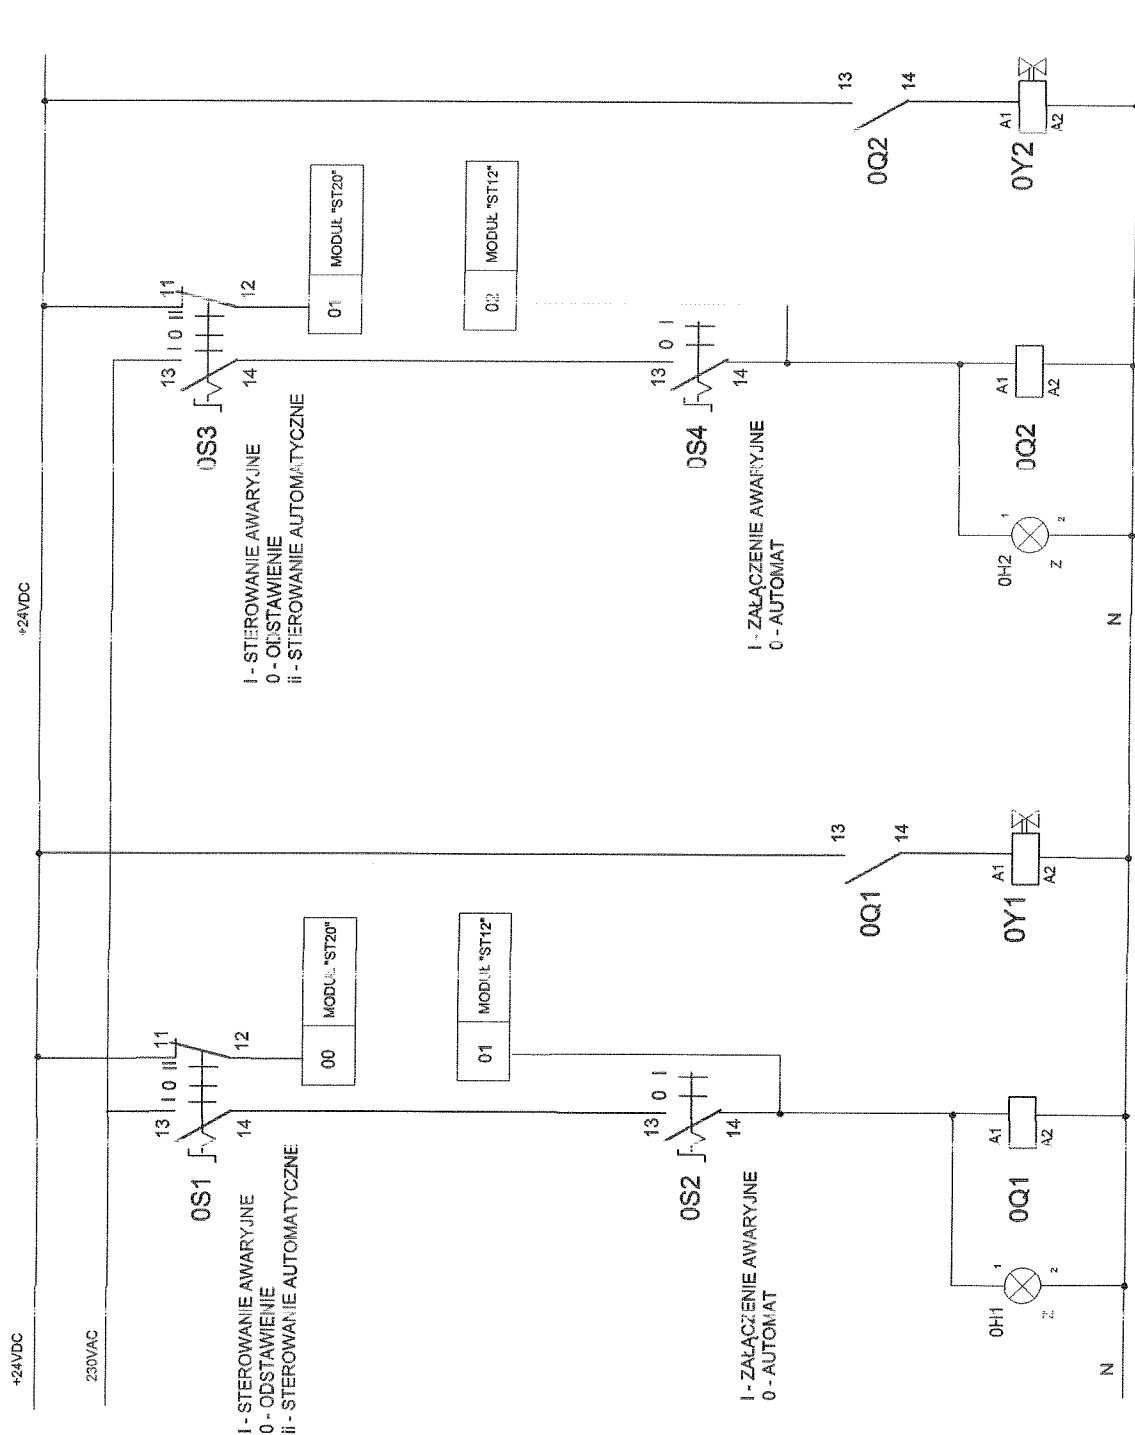 +24VDC
230VAC
N
+24VDC
N
0S1
13
14
I 0 II
11
12
I - STEROWANIE AWARYJNE
0 - ODSTAWIENIE
ii - STEROWANIE AUTOMATYCZNE
00 MODUŁ "ST20"
01 MODUŁ "ST12"
0S2
13
14
0 I
I - ZAŁĄCZENIE AWARYJNE
0 - AUTOMAT
0H1
1
2
Z
0Q1
A1
A2
0Q1
13
14
0Y1
A1
A2
0S3
13
14
I 0 II
11
12
I - STEROWANIE AWARYJNE
0 - ODSTAWIENIE
ii - STEROWANIE AUTOMATYCZNE
01 MODUŁ "ST20"
02 MODUŁ "ST12"
0S4
13
14
0 I
I - ZAŁĄCZENIE AWARYJNE
0 - AUTOMAT
0H2
1
2
Z
0Q2
A1
A2
0Q2
13
14
0Y2
A1
A2